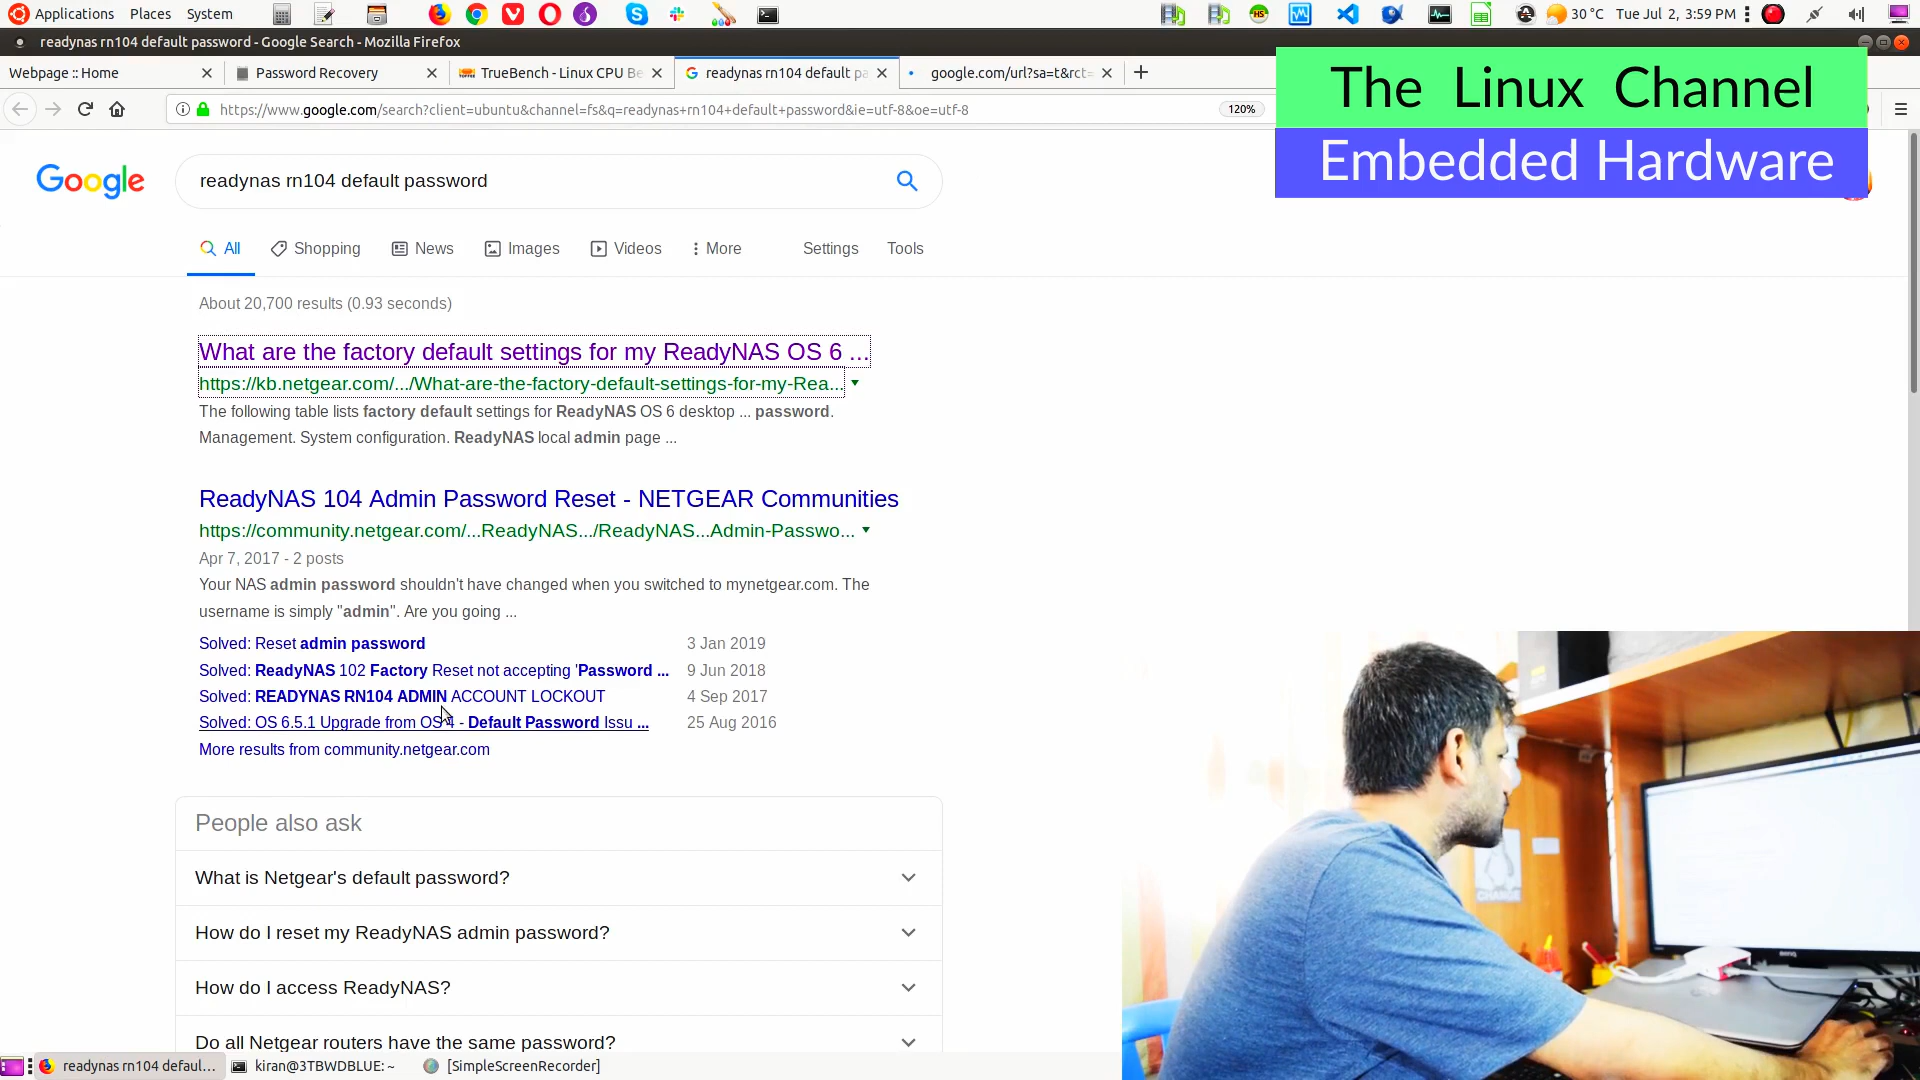 Applications Places System
30 °C Tue Jul 2, 3:59 PM
readynas rn104 default password - Google Search - Mozilla Firefox
Webpage :: Home
Password Recovery
TrueBench - Linux CPU Be
readynas rn104 default pa
google.com/url?sa=t&rct=
https://www.google.com/search?client=ubuntu&channel=fs&q=readynas+rn104+default+password&ie=utf-8&oe=utf-8
120%
The Linux Channel
Embedded Hardware
Google
readynas rn104 default password
All Shopping News Images Videos More Settings Tools
About 20,700 results (0.93 seconds)
What are the factory default settings for my ReadyNAS OS 6 ...
https://kb.netgear.com/.../What-are-the-factory-default-settings-for-my-Rea...
The following table lists factory default settings for ReadyNAS OS 6 desktop ... password.
Management. System configuration. ReadyNAS local admin page ...
ReadyNAS 104 Admin Password Reset - NETGEAR Communities
https://community.netgear.com/...ReadyNAS.../ReadyNAS...Admin-Passwo...
Apr 7, 2017 - 2 posts
Your NAS admin password shouldn't have changed when you switched to mynetgear.com. The
username is simply "admin". Are you going ...
Solved: Reset admin password 3 Jan 2019
Solved: ReadyNAS 102 Factory Reset not accepting 'Password ... 9 Jun 2018
Solved: READYNAS RN104 ADMIN ACCOUNT LOCKOUT 4 Sep 2017
Solved: OS 6.5.1 Upgrade from OS 4 - Default Password Issu ... 25 Aug 2016
More results from community.netgear.com
People also ask
What is Netgear's default password?
How do I reset my ReadyNAS admin password?
How do I access ReadyNAS?
Do all Netgear routers have the same password?
CHANGE
BenQ
readynas rn104 defaul...
kiran@3TBWDBLUE: ~
[SimpleScreenRecorder]